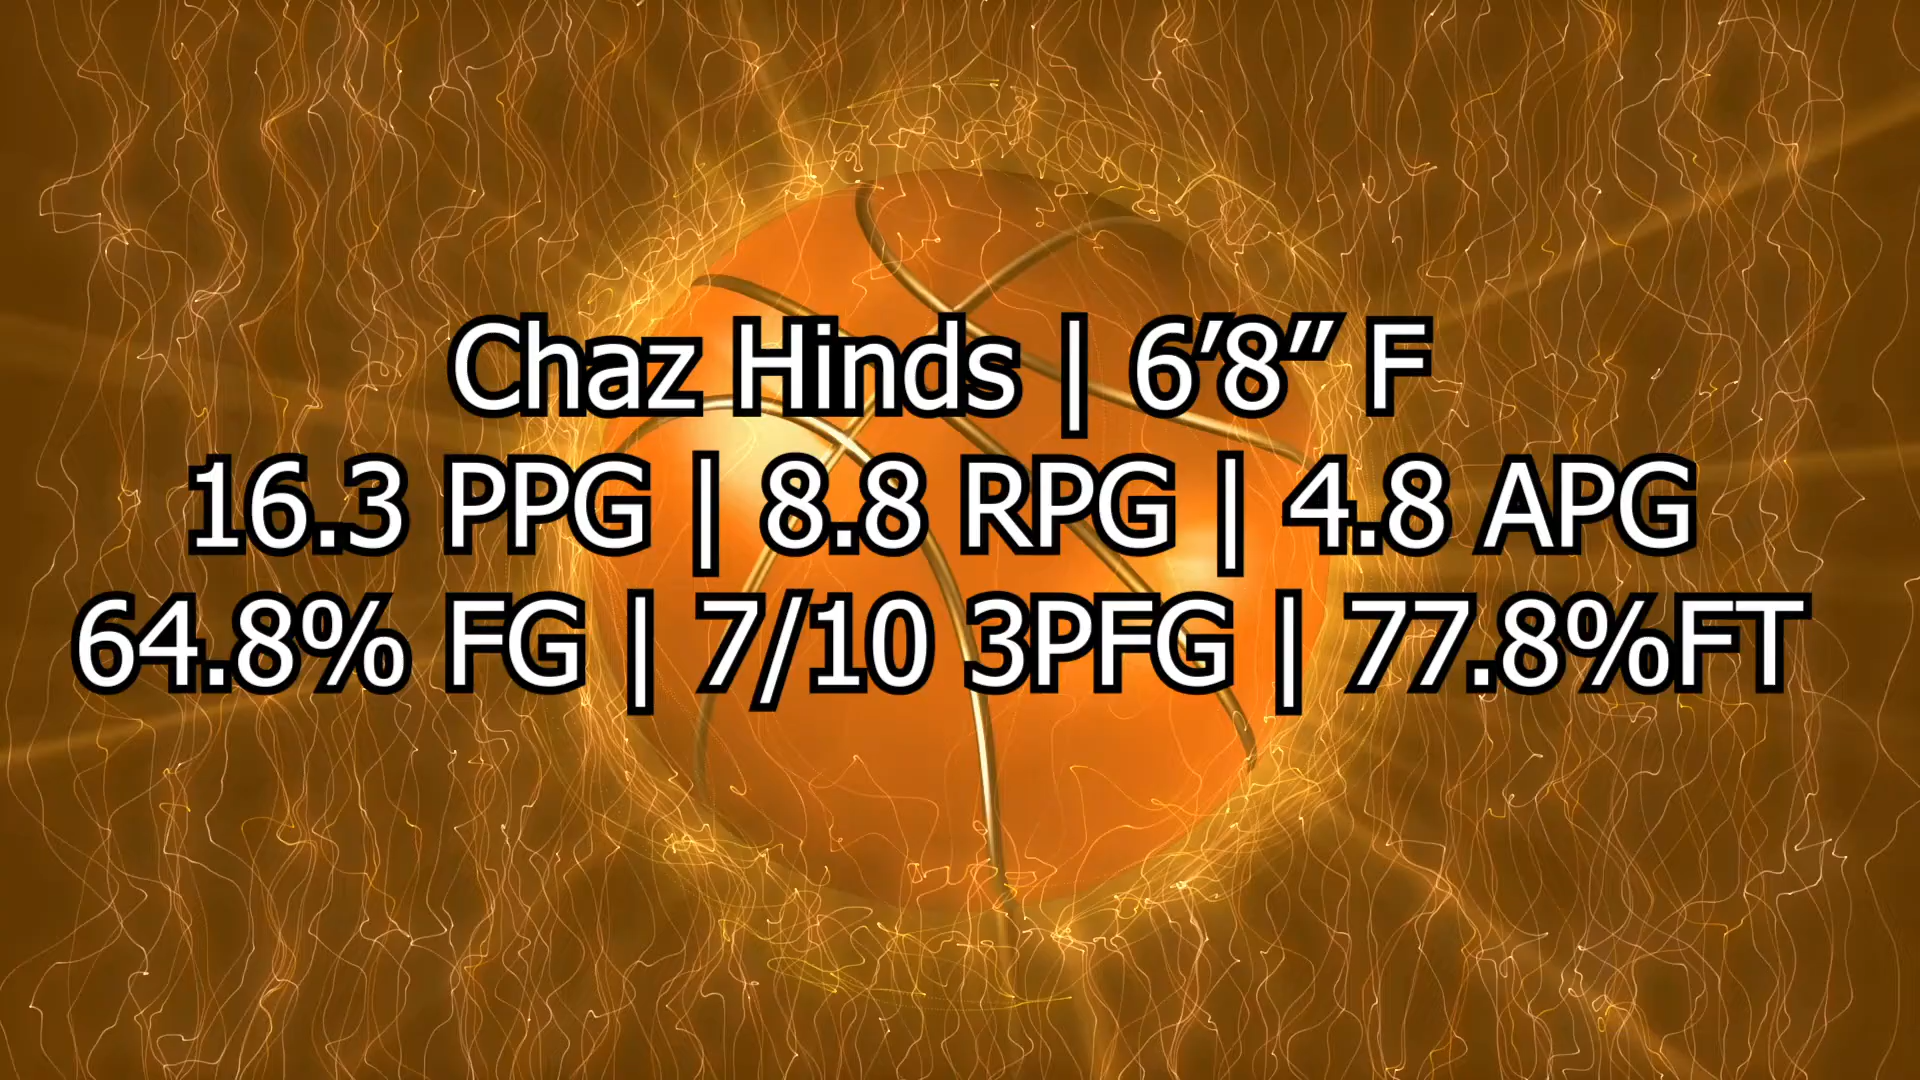 Chaz Hinds | 6’8” F
16.3 PPG | 8.8 RPG | 4.8 APG
64.8% FG | 7/10 3PFG | 77.8%FT